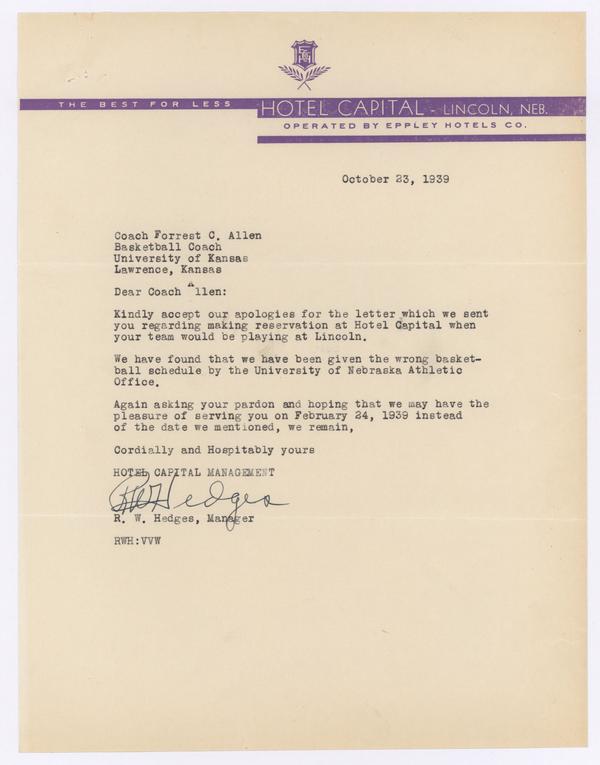 THE BEST FOR LESS
HOTEL CAPITAL - LINCOLN, NEB.
OPERATED BY EPPLEY HOTELS CO.
October 23, 1939
Coach Forrest C. Allen
Basketball Coach
University of Kansas
Lawrence, Kansas
Dear Coach Allen:
Kindly accept our apologies for the letter which we sent
you regarding making reservation at Hotel Capital when
your team would be playing at Lincoln.
We have found that we have been given the wrong basket-
ball schedule by the University of Nebraska Athletic
Office.
Again asking your pardon and hoping that we may have the
pleasure of serving you on February 24, 1939 instead
of the date we mentioned, we remain,
Cordially and Hospitably yours
HOTEL CAPITAL MANAGEMENT
RW Hedges
R. W. Hedges, Manager
RWH:VVW